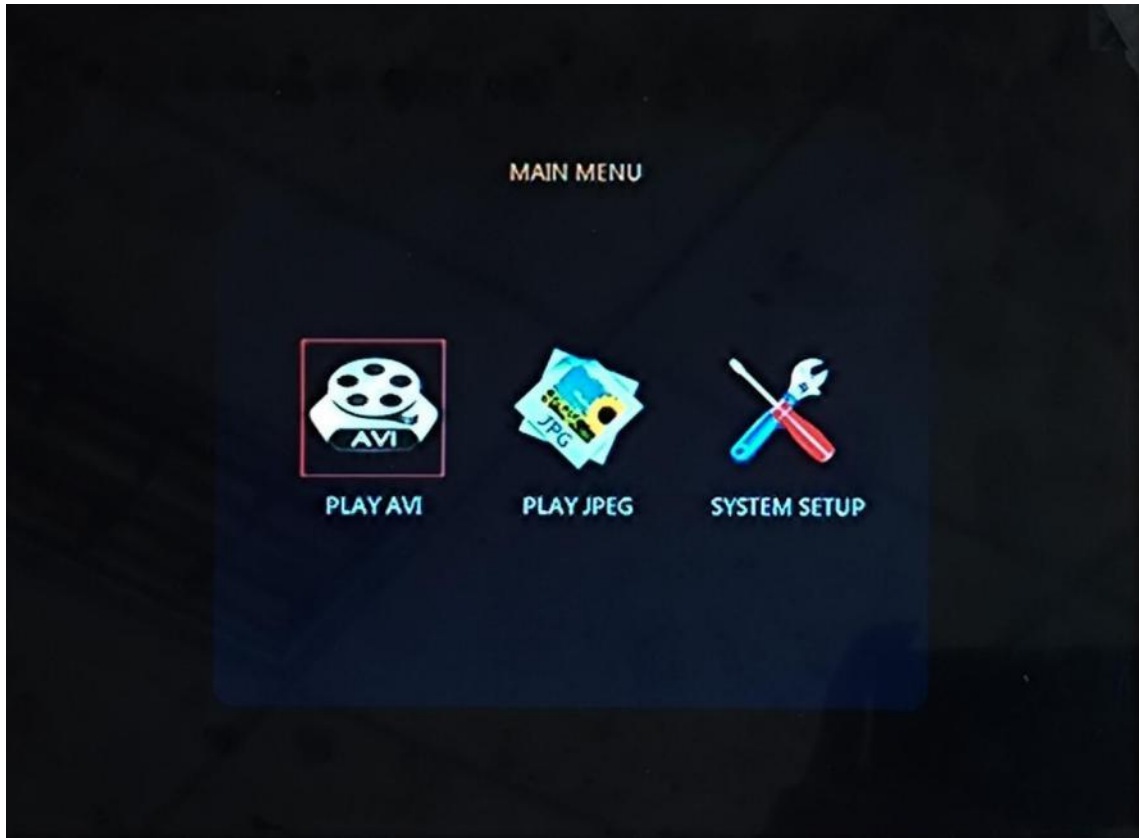 MAIN MENU
AVI
JPG
PLAY AVI
PLAY JPEG
SYSTEM SETUP